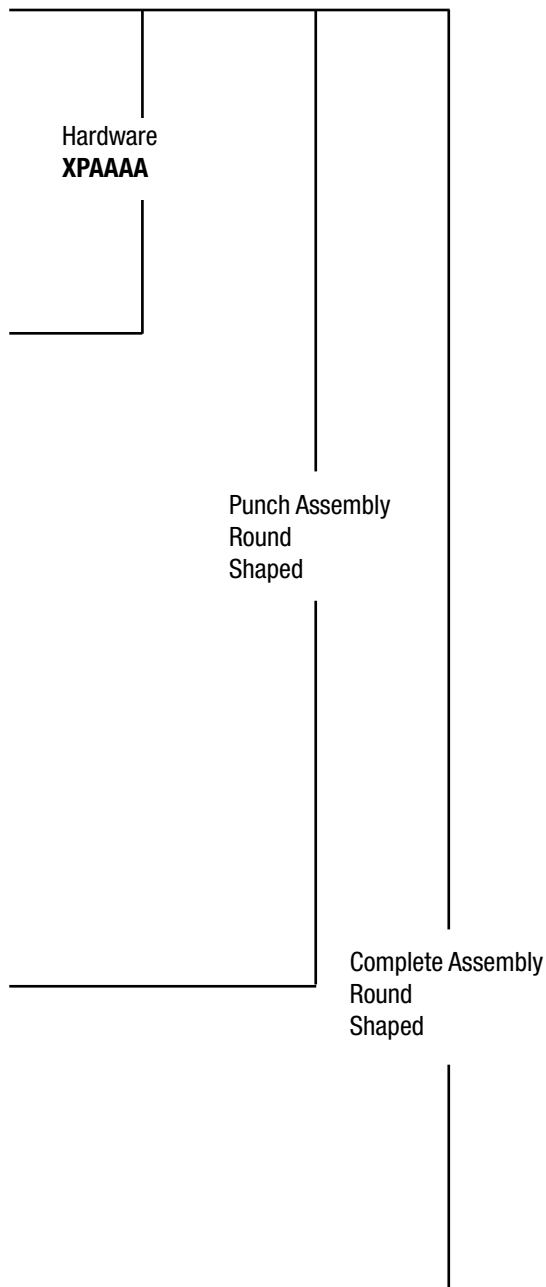 Hardware
XPAAAA
Punch Assembly
Round
Shaped
Complete Assembly
Round
Shaped